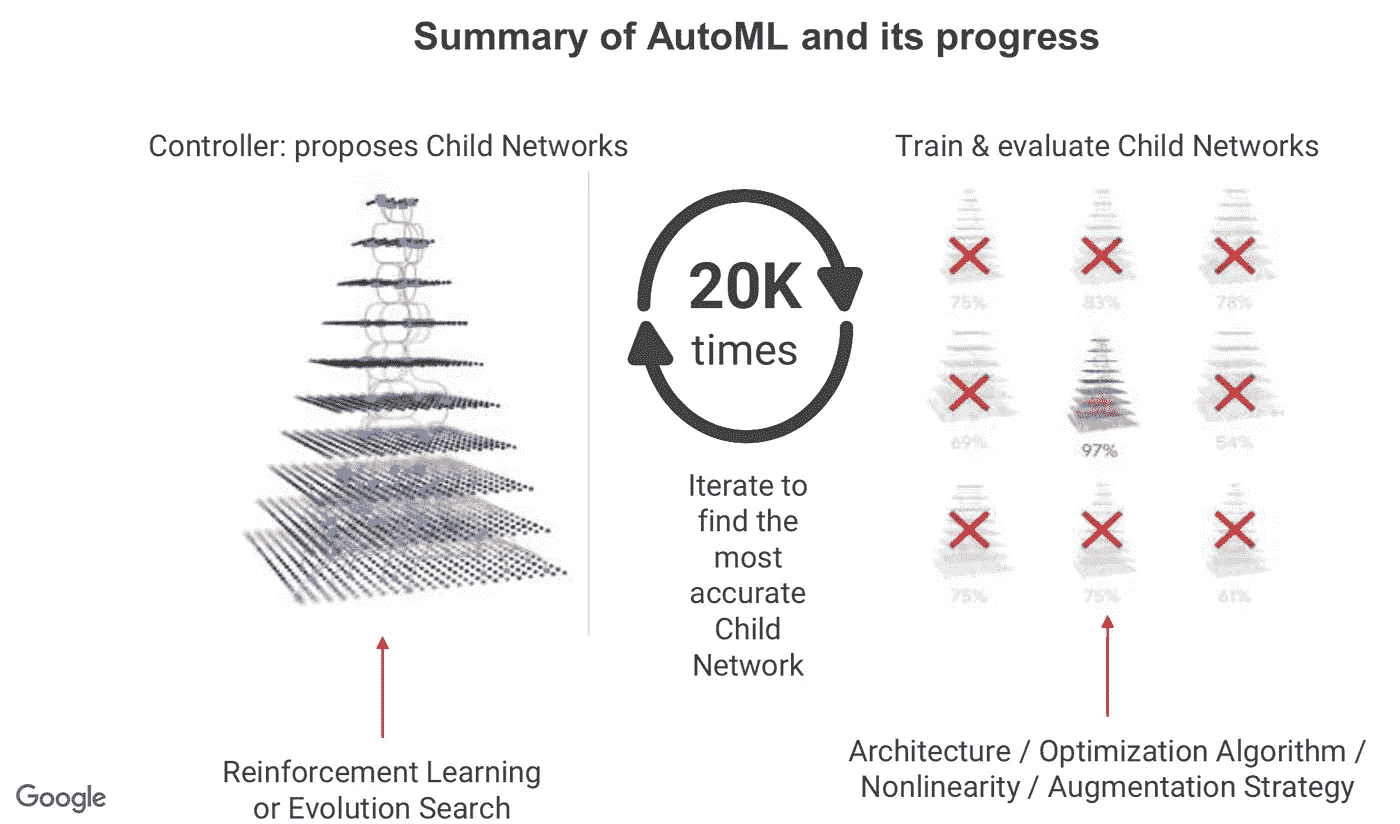 Summary of AutoML and its progress
Controller: proposes Child Networks
Train & evaluate Child Networks
20K
times
75%
83%
78%
69%
97%
54%
75%
75%
61%
Iterate to
find the
most
accurate
Child
Network
Reinforcement Learning
or Evolution Search
Architecture / Optimization Algorithm /
Nonlinearity / Augmentation Strategy
Google